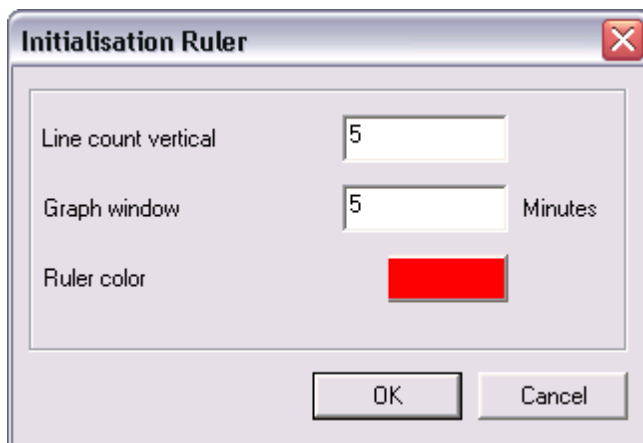 Initialisation Ruler
Line count vertical 5
Graph window 5 Minutes
Ruler color
OK Cancel